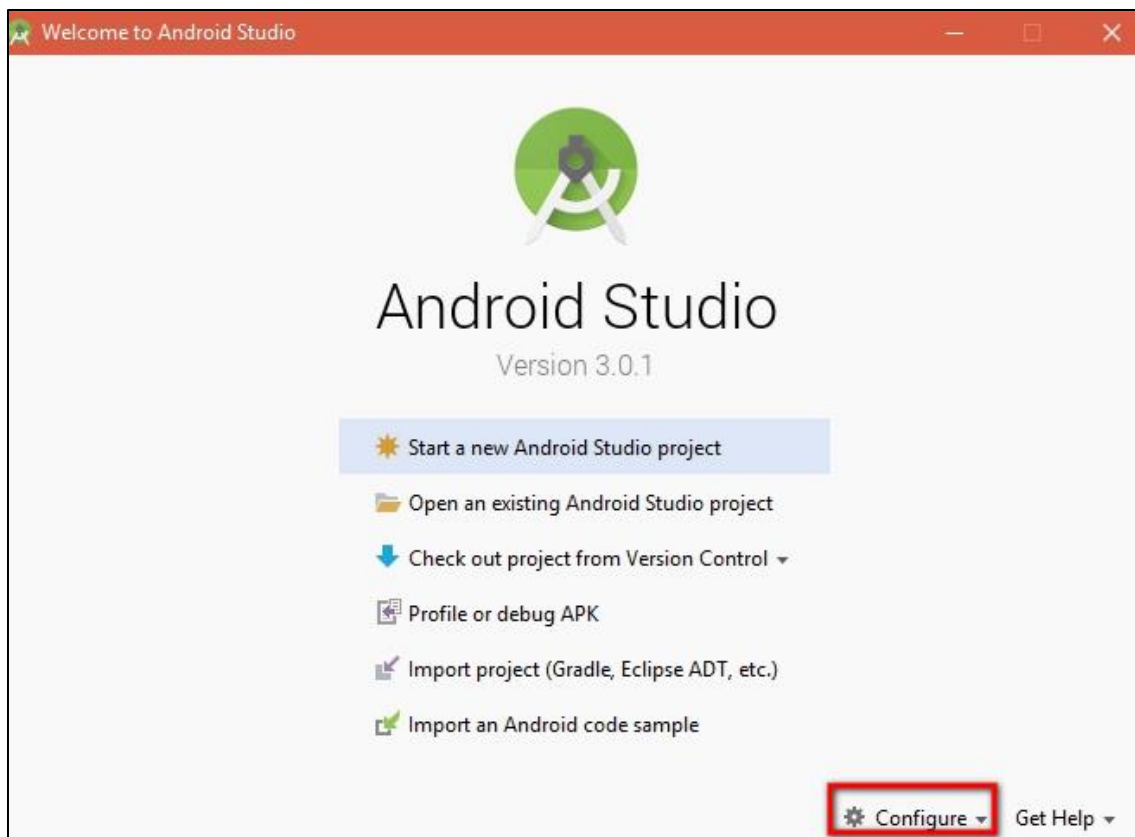 Welcome to Android Studio
Android Studio
Version 3.0.1
Start a new Android Studio project
Open an existing Android Studio project
Check out project from Version Control
Profile or debug APK
Import project (Gradle, Eclipse ADT, etc.)
Import an Android code sample
Configure Get Help